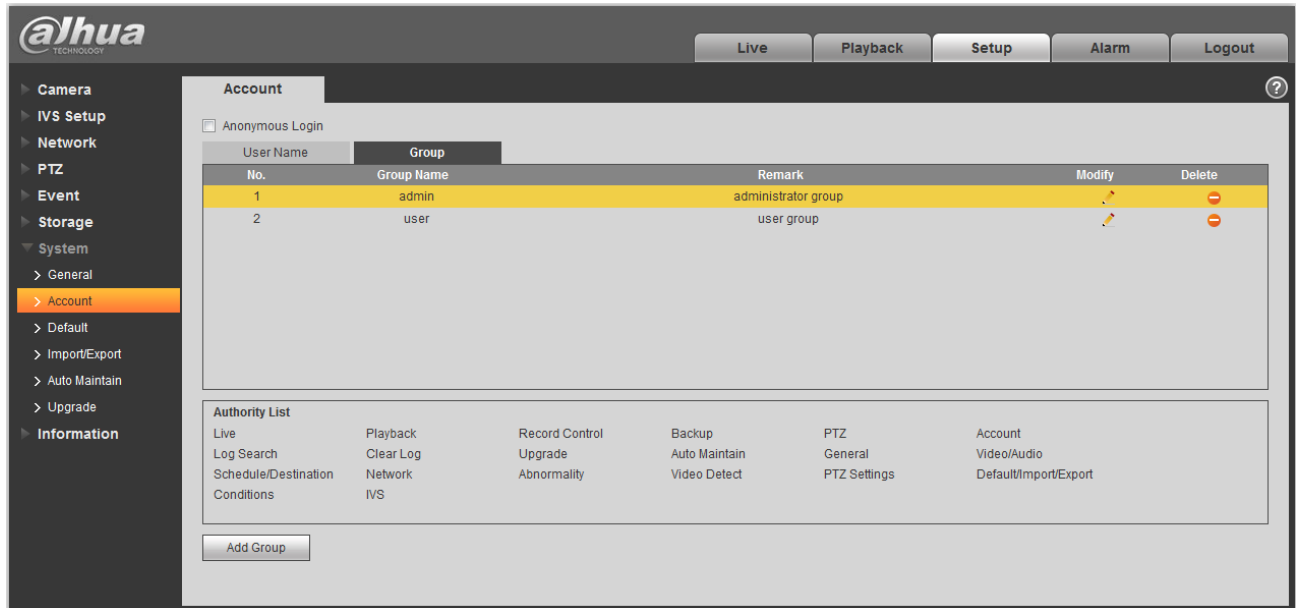 alhua
TECHNOLOGY
Live Playback Setup Alarm Logout
Camera
IVS Setup
Network
PTZ
Event
Storage
System
General
Account
Default
Import/Export
Auto Maintain
Upgrade
Information
Account
?
Anonymous Login
User Name Group
No. Group Name Remark Modify Delete
1 admin administrator group
2 user user group
Authority List
Live Playback Record Control Backup PTZ Account
Log Search Clear Log Upgrade Auto Maintain General Video/Audio
Schedule/Destination Network Abnormality Video Detect PTZ Settings Default/Import/Export
Conditions IVS
Add Group